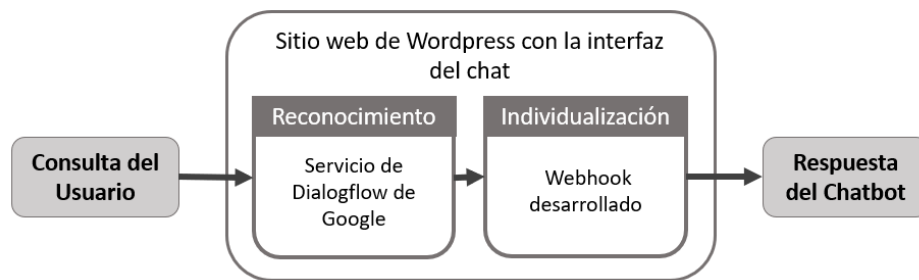 Sitio web de Wordpress con la interfaz
del chat
Consulta del
Usuario
Reconocimiento
Servicio de
Dialogflow de
Google
Individualización
Webhook
desarrollado
Respuesta
del Chatbot